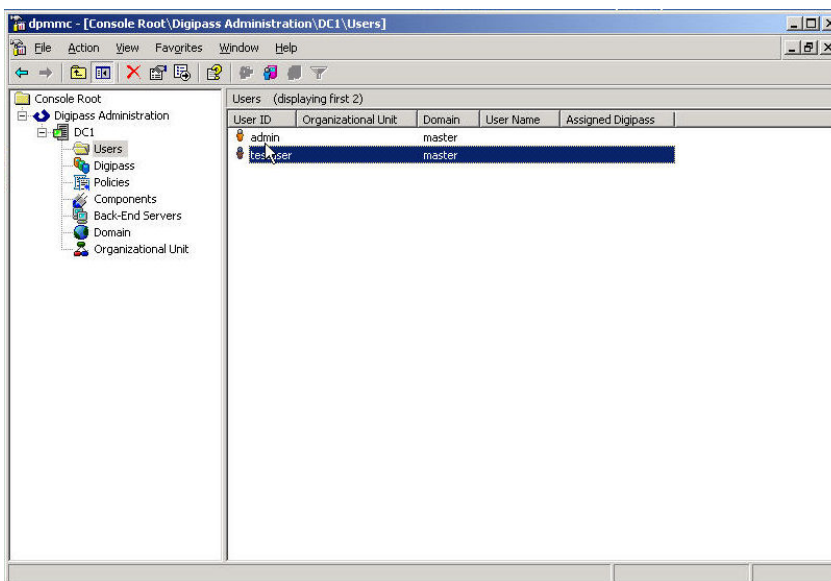 dpmmc - [Console Root\Digipass Administration\DC1\Users]
File Action View Favorites Window Help
Console Root
Digipass Administration
DC1
Users
Digipass
Policies
Components
Back-End Servers
Domain
Organizational Unit
Users (displaying first 2)
User ID Organizational Unit Domain User Name Assigned Digipass
admin master
testuser master